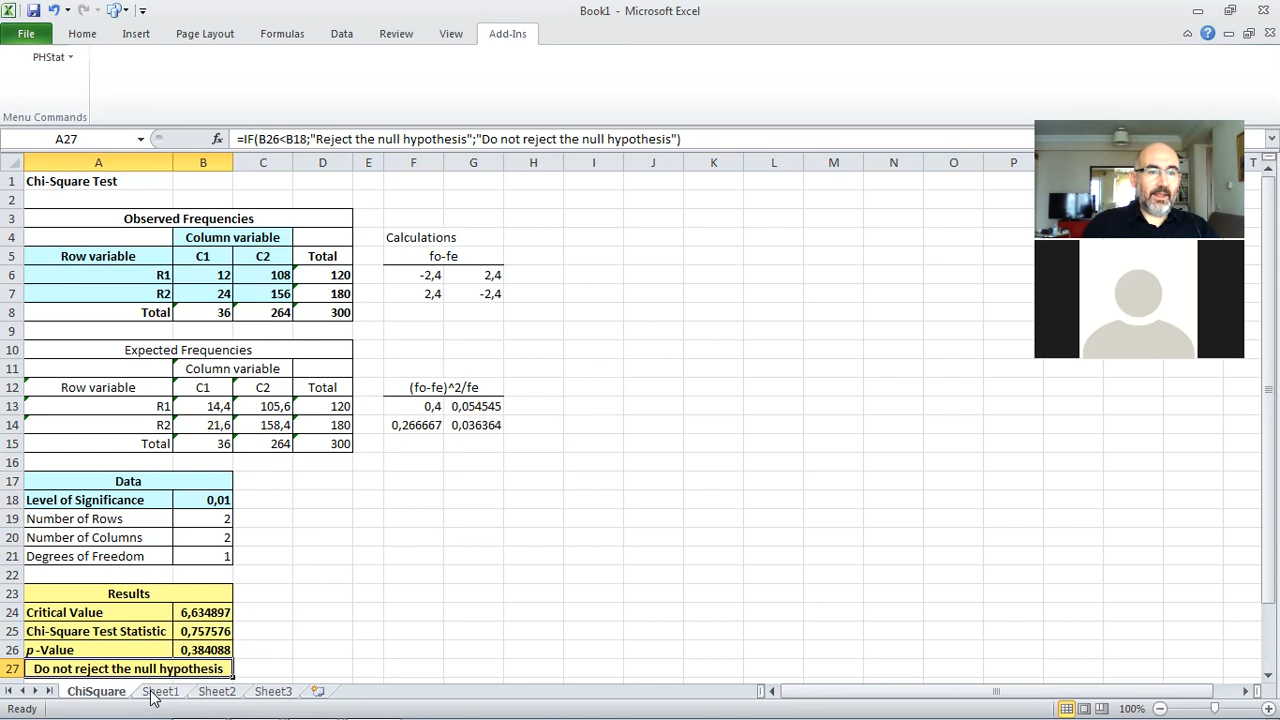 Book1 - Microsoft Excel
File Home Insert Page Layout Formulas Data Review View Add-Ins
PHStat
Menu Commands
A27 fx =IF(B26<B18;"Reject the null hypothesis";"Do not reject the null hypothesis")
A B C D E F G H I J K L M N O P T
1 Chi-Square Test
2
3 Observed Frequencies
4 Column variable Calculations
5 Row variable C1 C2 Total fo-fe
6 R1 12 108 120 -2,4 2,4
7 R2 24 156 180 2,4 -2,4
8 Total 36 264 300
9
10 Expected Frequencies
11 Column variable
12 Row variable C1 C2 Total (fo-fe)^2/fe
13 R1 14,4 105,6 120 0,4 0,054545
14 R2 21,6 158,4 180 0,266667 0,036364
15 Total 36 264 300
16
17 Data
18 Level of Significance 0,01
19 Number of Rows 2
20 Number of Columns 2
21 Degrees of Freedom 1
22
23 Results
24 Critical Value 6,634897
25 Chi-Square Test Statistic 0,757576
26 p-Value 0,384088
27 Do not reject the null hypothesis
ChiSquare Sheet1 Sheet2 Sheet3
Ready 100%